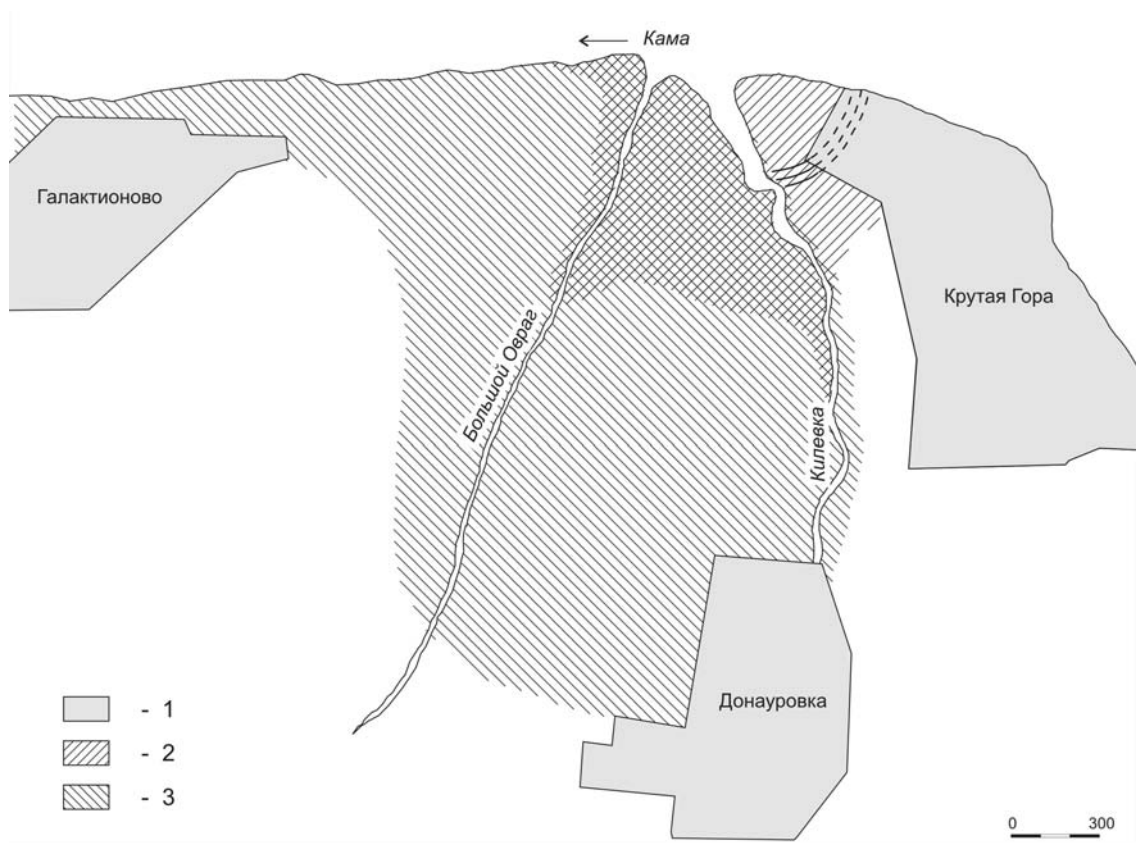 Кама
Галактионово
Крутая Гора
Большой Овраг
Килевка
Донауровка
- 1
- 2
- 3
0 300